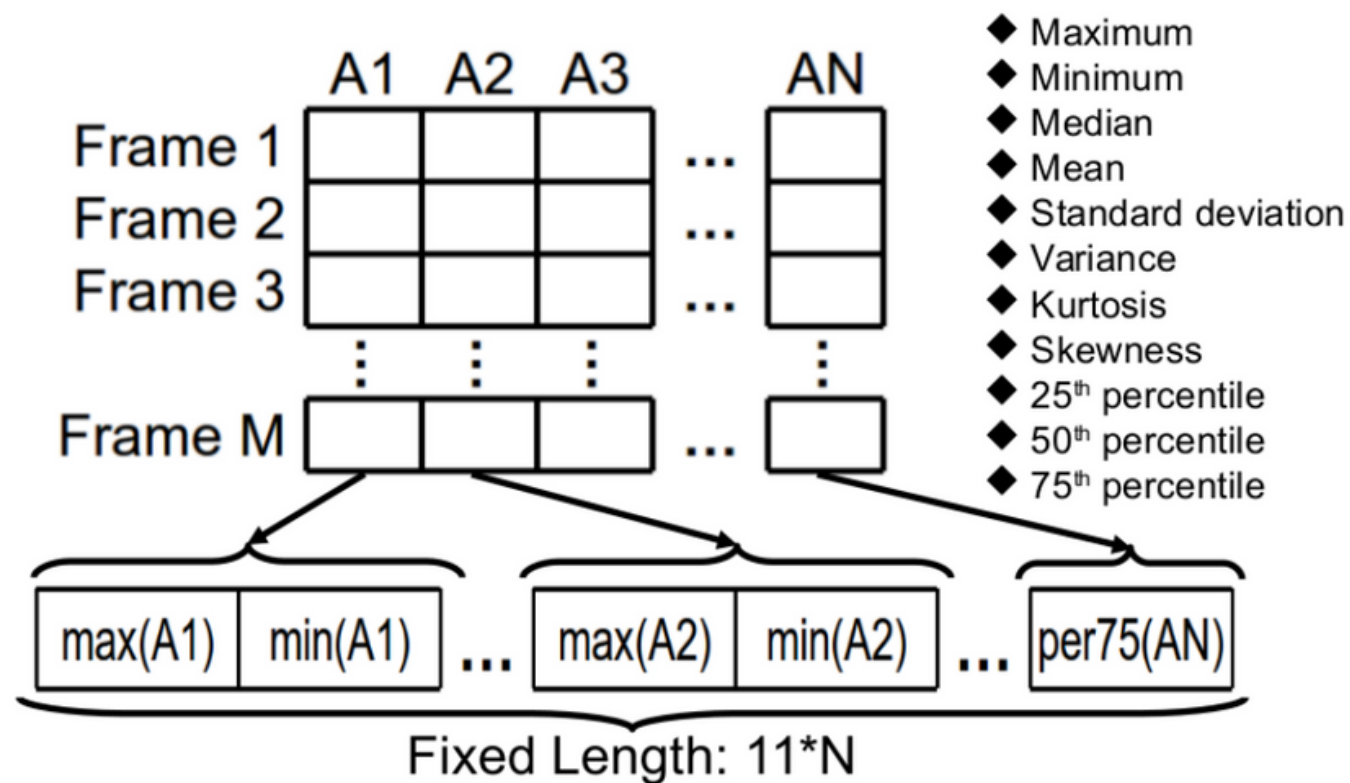 A1 A2 A3 AN
Frame 1 ...
Frame 2 ...
Frame 3 ...
Frame M ...
◆ Maximum
◆ Minimum
◆ Median
◆ Mean
◆ Standard deviation
◆ Variance
◆ Kurtosis
◆ Skewness
◆ 25th percentile
◆ 50th percentile
◆ 75th percentile
max(A1) min(A1) ... max(A2) min(A2) ... per75(AN)
Fixed Length: 11*N